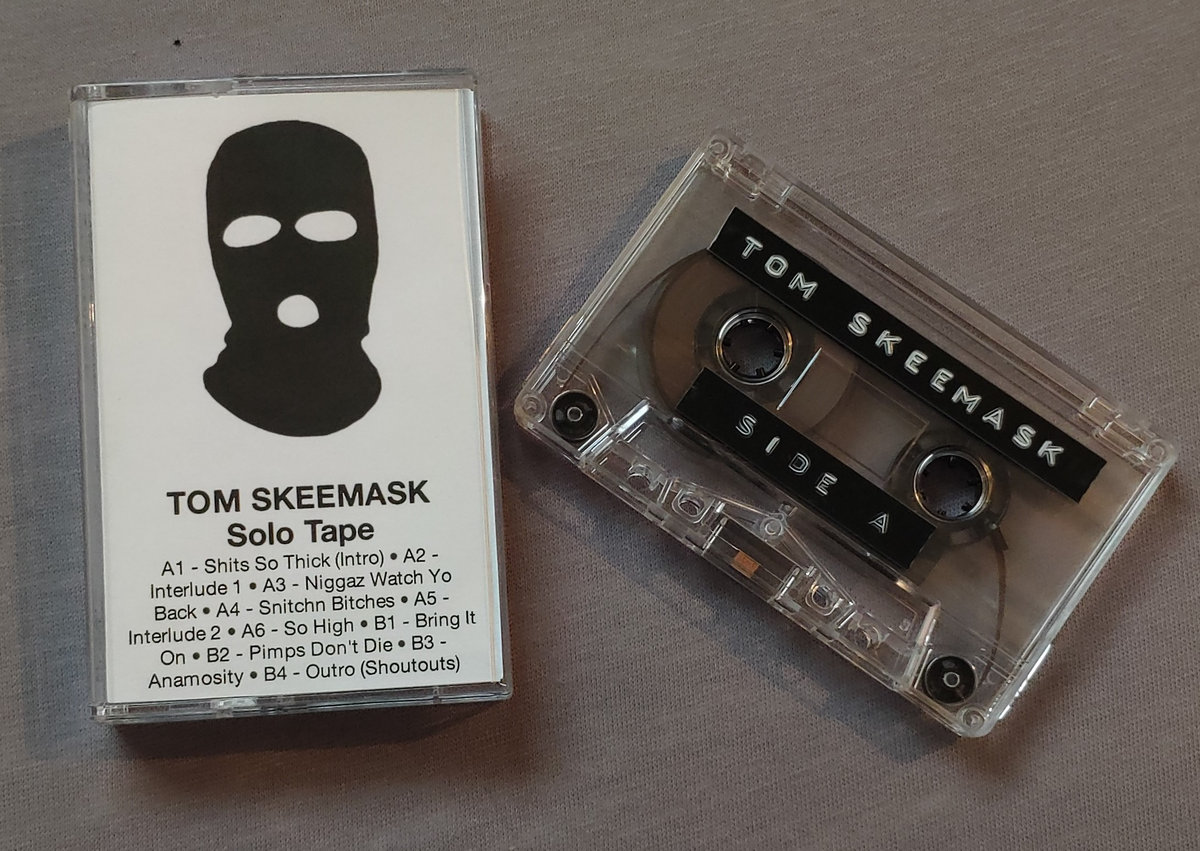 TOM SKEEMASK
Solo Tape
A1 - Shits So Thick (Intro) • A2 -
Interlude 1 • A3 - Niggaz Watch Yo
Back • A4 - Snitchn Bitches • A5 -
Interlude 2 • A6 - So High • B1 - Bring It
On • B2 - Pimps Don't Die • B3 -
Anamosity • B4 - Outro (Shoutouts)
TOM SKEEMASK
SIDE A